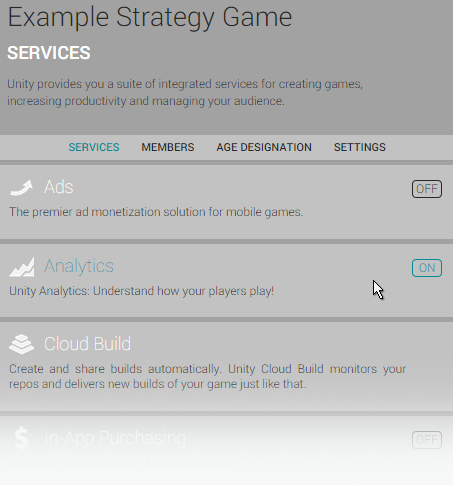 Example Strategy Game
SERVICES
Unity provides you a suite of integrated services for creating games,
increasing productivity and managing your audience.
SERVICES MEMBERS AGE DESIGNATION SETTINGS
Ads OFF
The premier ad monetization solution for mobile games.
Analytics ON
Unity Analytics: Understand how your players play!
Cloud Build
Create and share builds automatically. Unity Cloud Build monitors your
repos and delivers new builds of your game just like that.
In-App Purchasing OFF